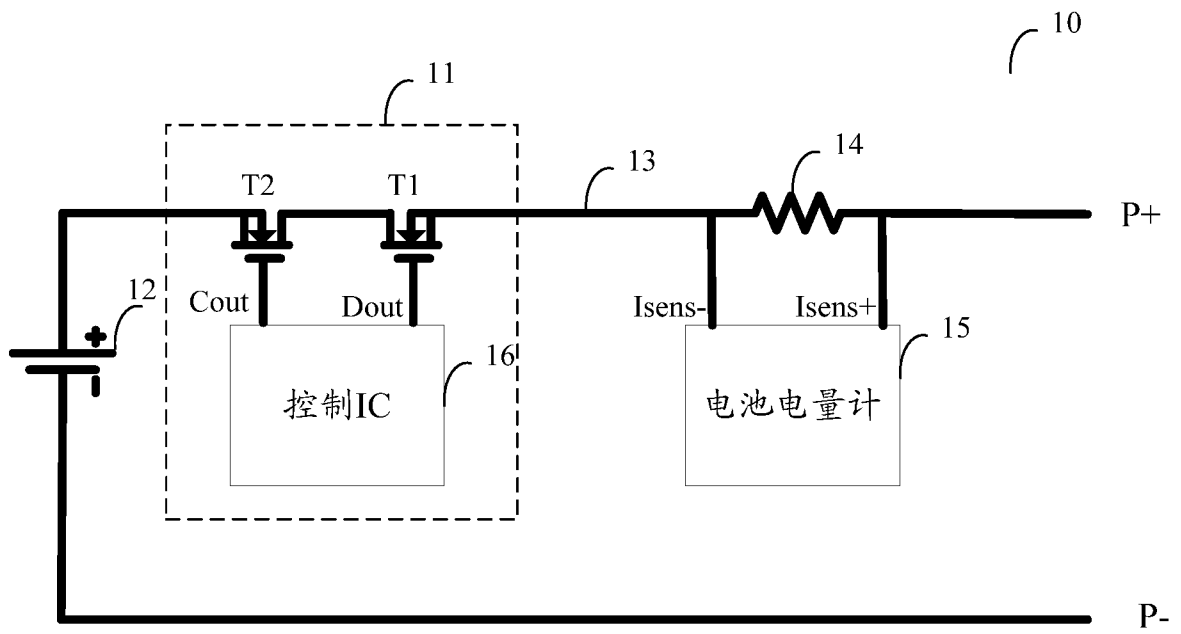 10
11
13
14
T2
T1
P+
12
Cout
Dout
Isens-
Isens+
+
-
16
15
控制IC
电池电量计
P-